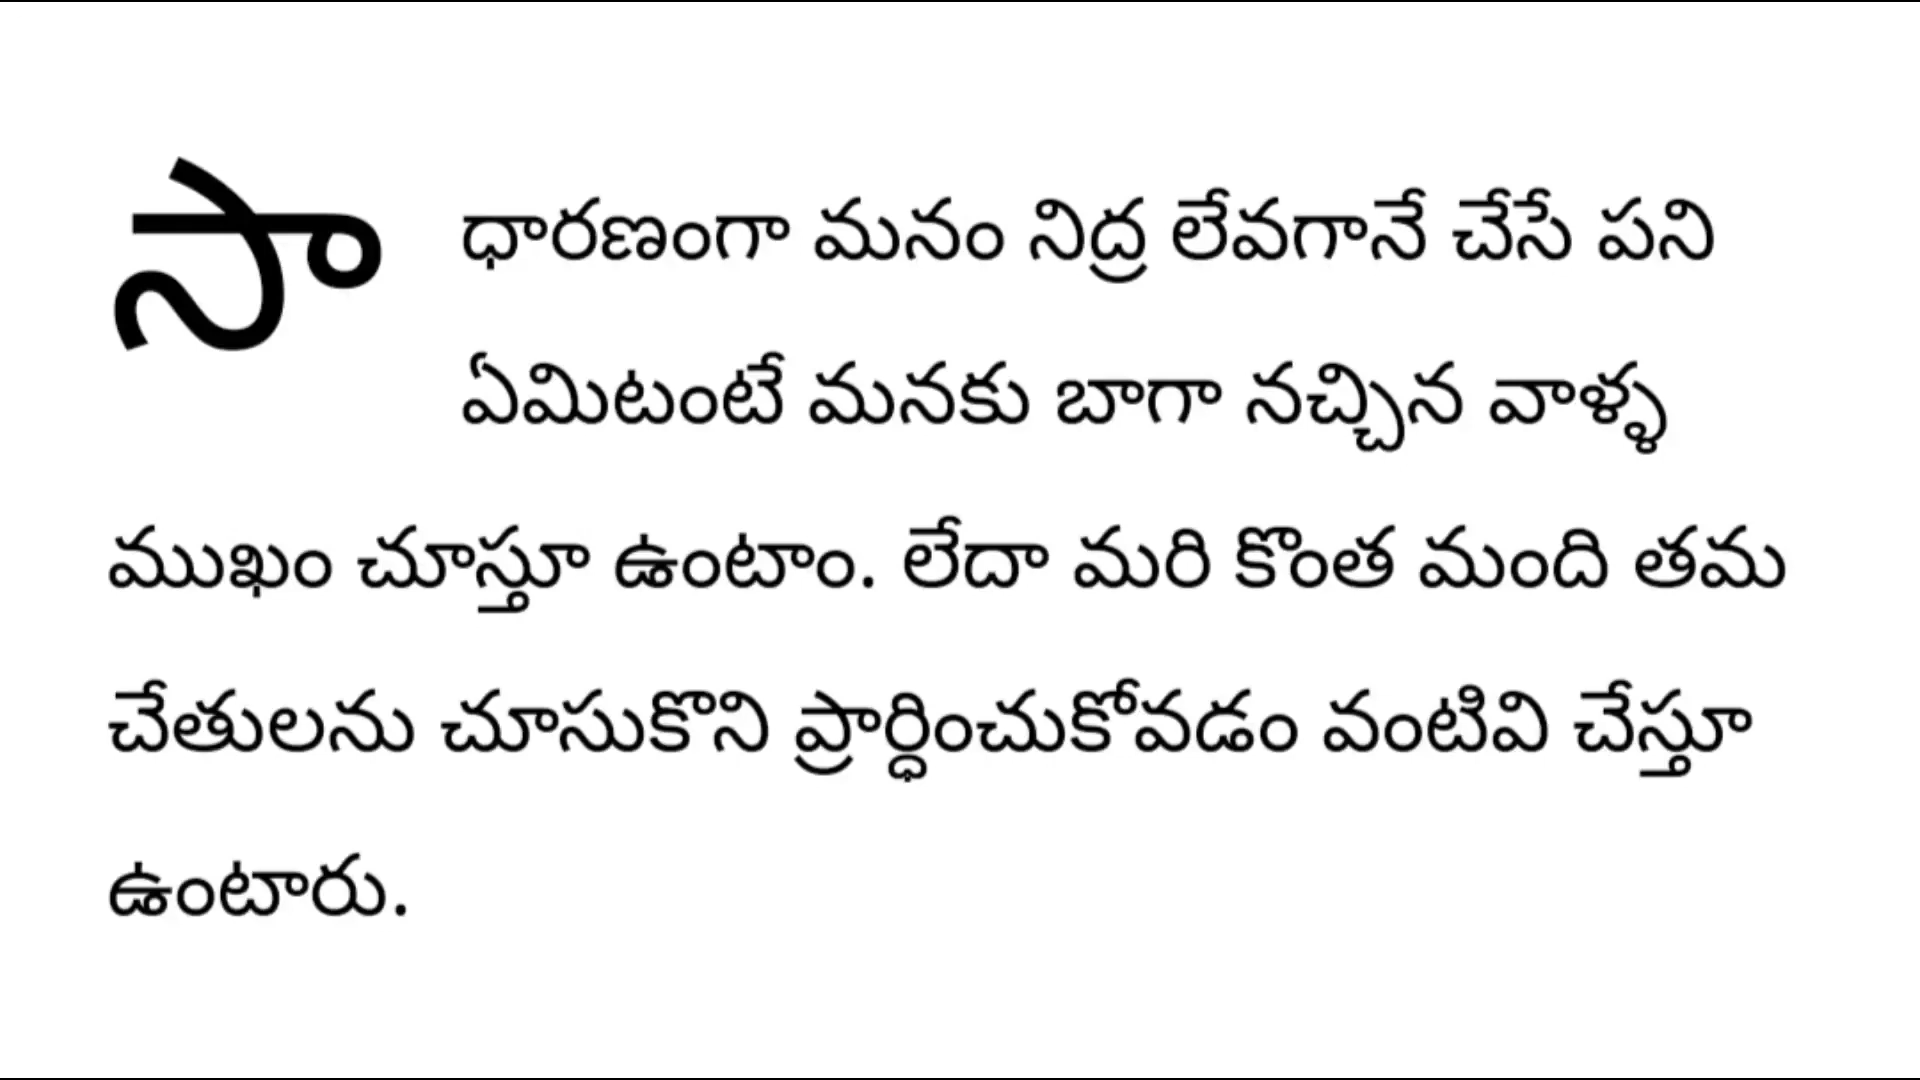 సాధారణంగా మనం నిద్ర లేవగానే చేసే పని
ఏమిటంటే మనకు బాగా నచ్చిన వాళ్ళ
ముఖం చూస్తూ ఉంటాం. లేదా మరి కొంత మంది తమ
చేతులను చూసుకొని ప్రార్ధించుకోవడం వంటివి చేస్తూ
ఉంటారు.